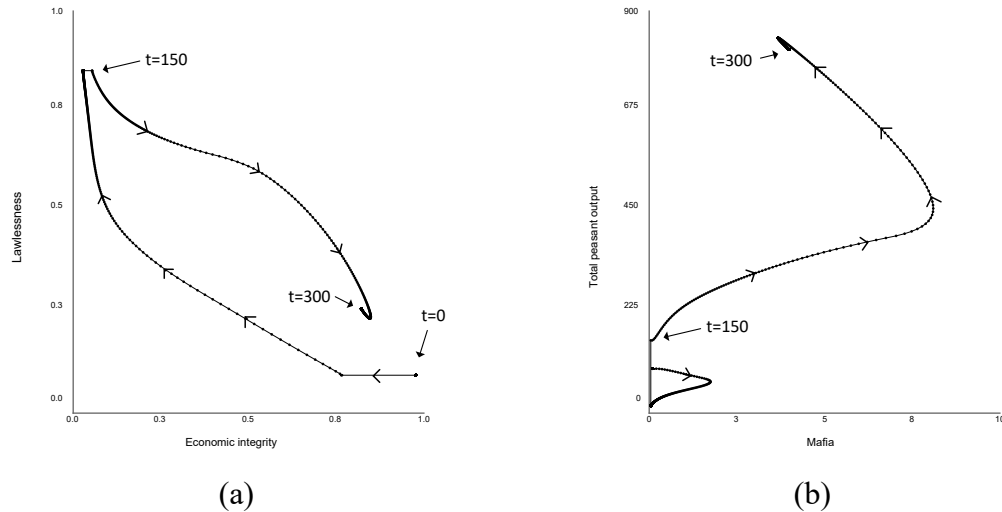 1.0
t=150
0.8
0.5
Lawlessness
0.3
t=300
t=0
0.0
0.0
0.3
0.5
0.8
1.0
Economic integrity
(a)
900
t=300
675
450
Total peasant output
225
t=150
0
0
3
5
8
10
Mafia
(b)